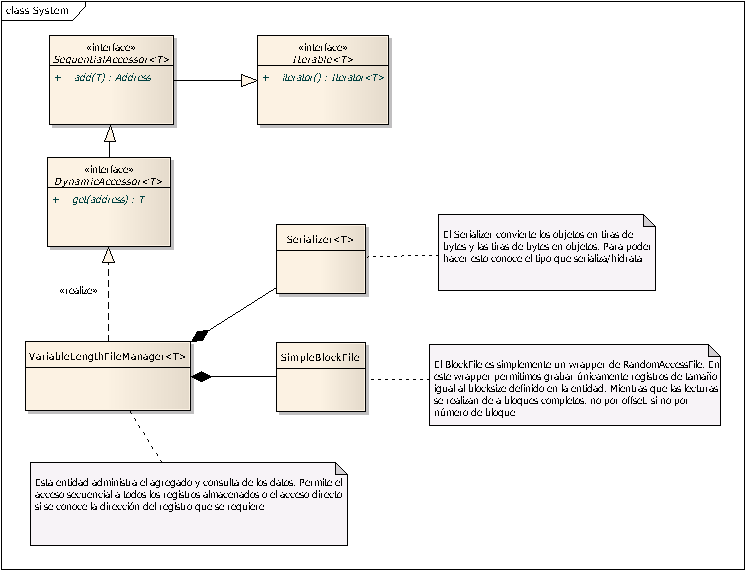 class System
«interface»
SequentialAccessor<T>
+ add(T) : Address
«interface»
Iterable<T>
+ iterator() : Iterator<T>
«interface»
DynamicAccessor<T>
+ get(address) : T
«realize»
Serializer<T>
El Serializer convierte los objetos en tiras de
bytes y las tiras de bytes en objetos. Para poder
hacer esto conoce el tipo que serializa/hidrata
VariableLengthFileManager<T>
SimpleBlockFile
El BlockFile es simplemente un wrapper de RandomAccessFile. En
este wrapper permitimos grabar únicamente registros de tamaño
igual al blocksize definido en la entidad. Mientras que las lecturas
se realizan de a bloques completos, no por offset, si no por
número de bloque
Esta entidad administra el agregado y consulta de los datos. Permite el
acceso secuencial a todos los registros almacenados o el acceso directo
si se conoce la dirección del registro que se requiere